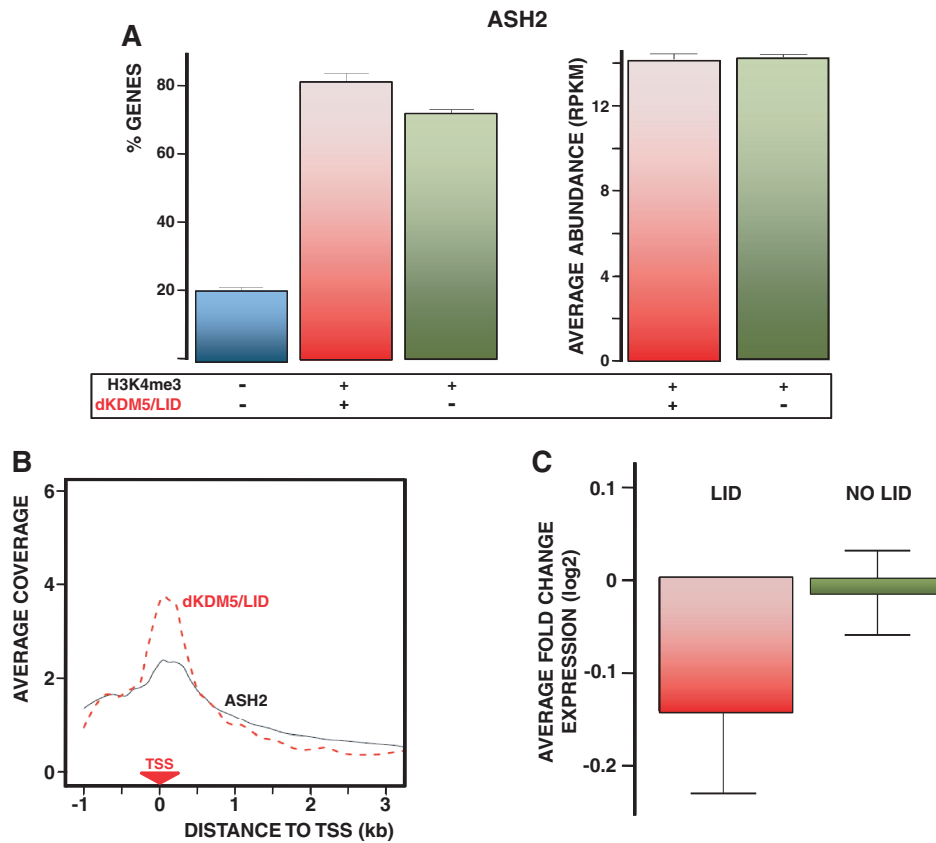 ASH2
A
% GENES
80
60
40
20
AVERAGE ABUNDANCE (RPKM)
12
8
4
0
H3K4me3 - + + + +
dKDM5/LID - + - + -
B
AVERAGE COVERAGE
6
4
2
0
dKDM5/LID
ASH2
TSS
-1 0 1 2 3
DISTANCE TO TSS (kb)
C
AVERAGE FOLD CHANGE
EXPRESSION (log2)
0.1
0
-0.1
-0.2
LID NO LID